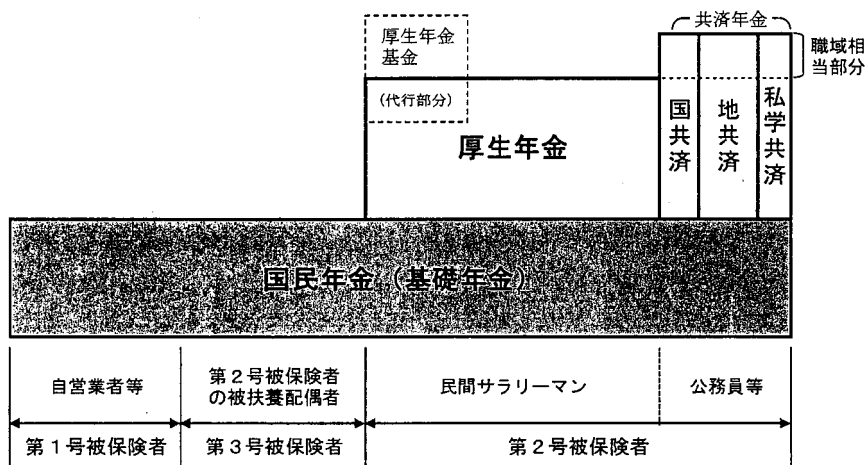 共済年金
厚生年金
基金
職域相
当部分
(代行部分)
厚生年金
国共済
地共済
私学共済
国民年金(基礎年金)
自営業者等
第2号被保険者
の被扶養配偶者
民間サラリーマン
公務員等
第1号被保険者
第3号被保険者
第2号被保険者